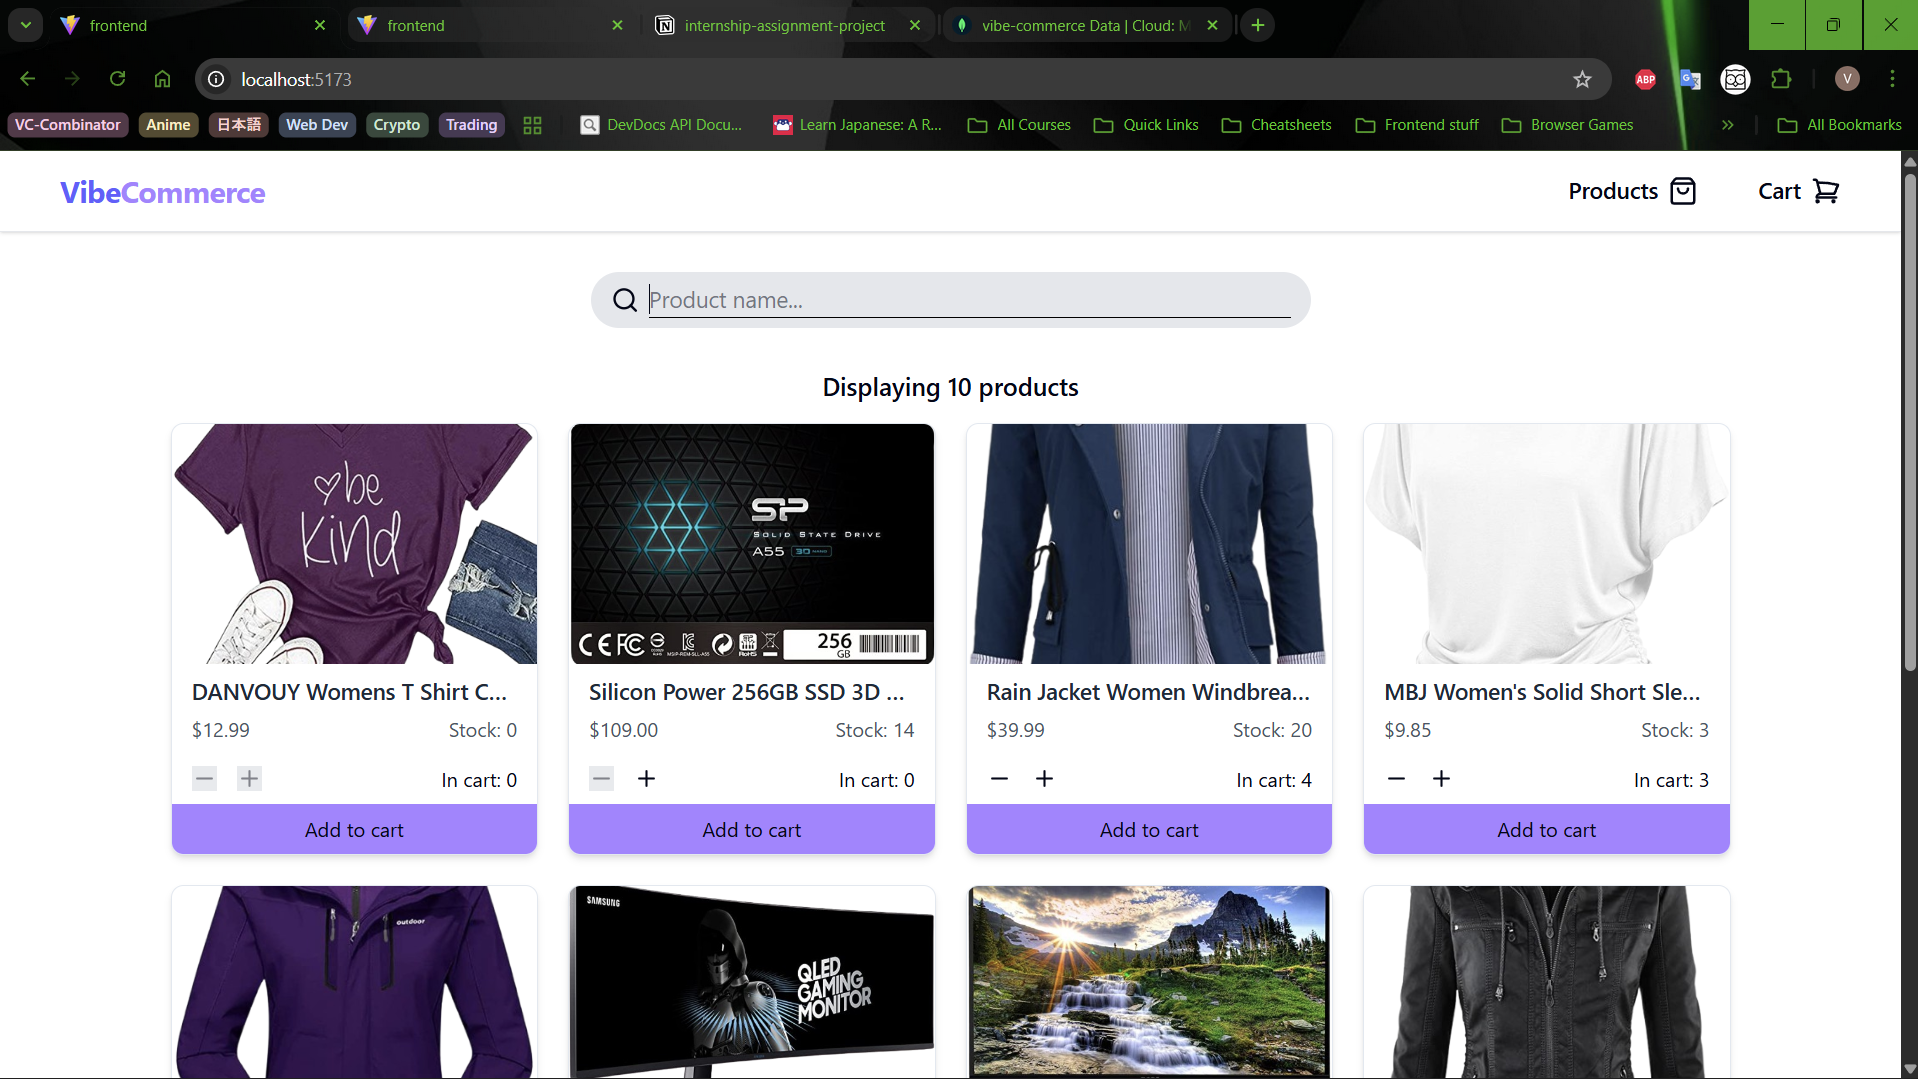 frontend
frontend
internship-assignment-project
vibe-commerce Data | Cloud: M
localhost:5173
ABP
V
VC-Combinator
Anime
日本語
Web Dev
Crypto
Trading
DevDocs API Docu...
Learn Japanese: A R...
All Courses
Quick Links
Cheatsheets
Frontend stuff
Browser Games
All Bookmarks
VibeCommerce
Products
Cart
Product name...
Displaying 10 products
be
kind
SP
SOLID STATE DRIVE
A55 3D NAND
256
GB
DANVOUY Womens T Shirt C...
$12.99
Stock: 0
In cart: 0
Add to cart
Silicon Power 256GB SSD 3D ...
$109.00
Stock: 14
In cart: 0
Add to cart
Rain Jacket Women Windbrea...
$39.99
Stock: 20
In cart: 4
Add to cart
MBJ Women's Solid Short Sle...
$9.85
Stock: 3
In cart: 3
Add to cart
outdoor
SAMSUNG
QLED
GAMING
MONITOR